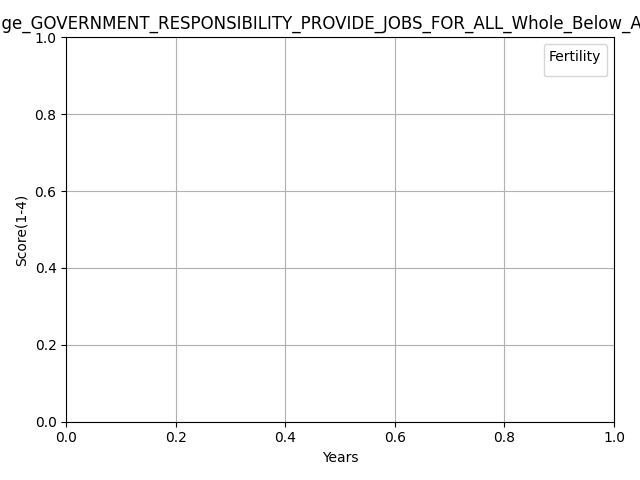 ge_GOVERNMENT_RESPONSIBILITY_PROVIDE_JOBS_FOR_ALL_Whole_Below_A
Fertility
1.0
0.8
0.6
0.4
0.2
0.0
Score(1-4)
0.0 0.2 0.4 0.6 0.8 1.0
Years